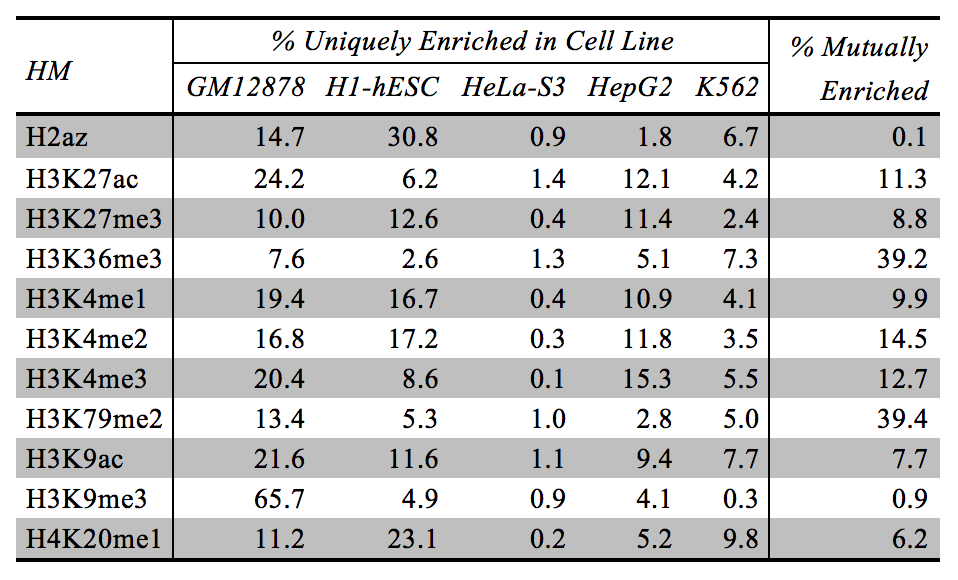 HM % Uniquely Enriched in Cell Line % Mutually Enriched
GM12878 H1-hESC HeLa-S3 HepG2 K562
H2az 14.7 30.8 0.9 1.8 6.7 0.1
H3K27ac 24.2 6.2 1.4 12.1 4.2 11.3
H3K27me3 10.0 12.6 0.4 11.4 2.4 8.8
H3K36me3 7.6 2.6 1.3 5.1 7.3 39.2
H3K4me1 19.4 16.7 0.4 10.9 4.1 9.9
H3K4me2 16.8 17.2 0.3 11.8 3.5 14.5
H3K4me3 20.4 8.6 0.1 15.3 5.5 12.7
H3K79me2 13.4 5.3 1.0 2.8 5.0 39.4
H3K9ac 21.6 11.6 1.1 9.4 7.7 7.7
H3K9me3 65.7 4.9 0.9 4.1 0.3 0.9
H4K20me1 11.2 23.1 0.2 5.2 9.8 6.2